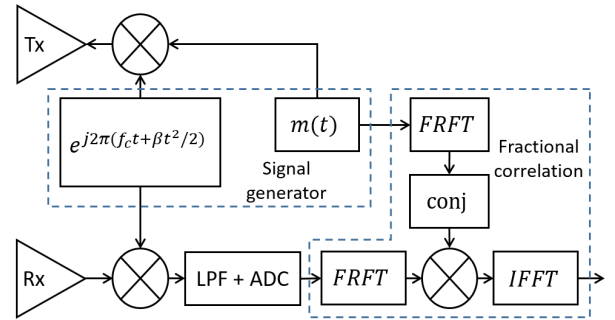 Tx
e^{j2π(f_c t+βt^2/2)}
m(t)
FRFT
Signal
generator
Fractional
correlation
conj
Rx
LPF + ADC
FRFT
IFFT